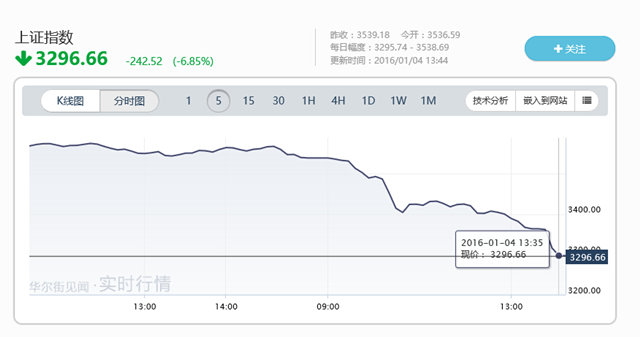 上证指数
3296.66 -242.52 (-6.85%)
昨收：3539.18 今开：3536.59
每日幅度：3295.74 - 3538.69
更新时间：2016/01/04 13:44
+ 关注
K线图 分时图 1 5 15 30 1H 4H 1D 1W 1M 技术分析 嵌入到网站
3400.00
2016-01-04 13:35
现价： 3296.66
3300.00
3296.66
华尔街见闻·实时行情
3200.00
13:00 14:00 09:00 13:00